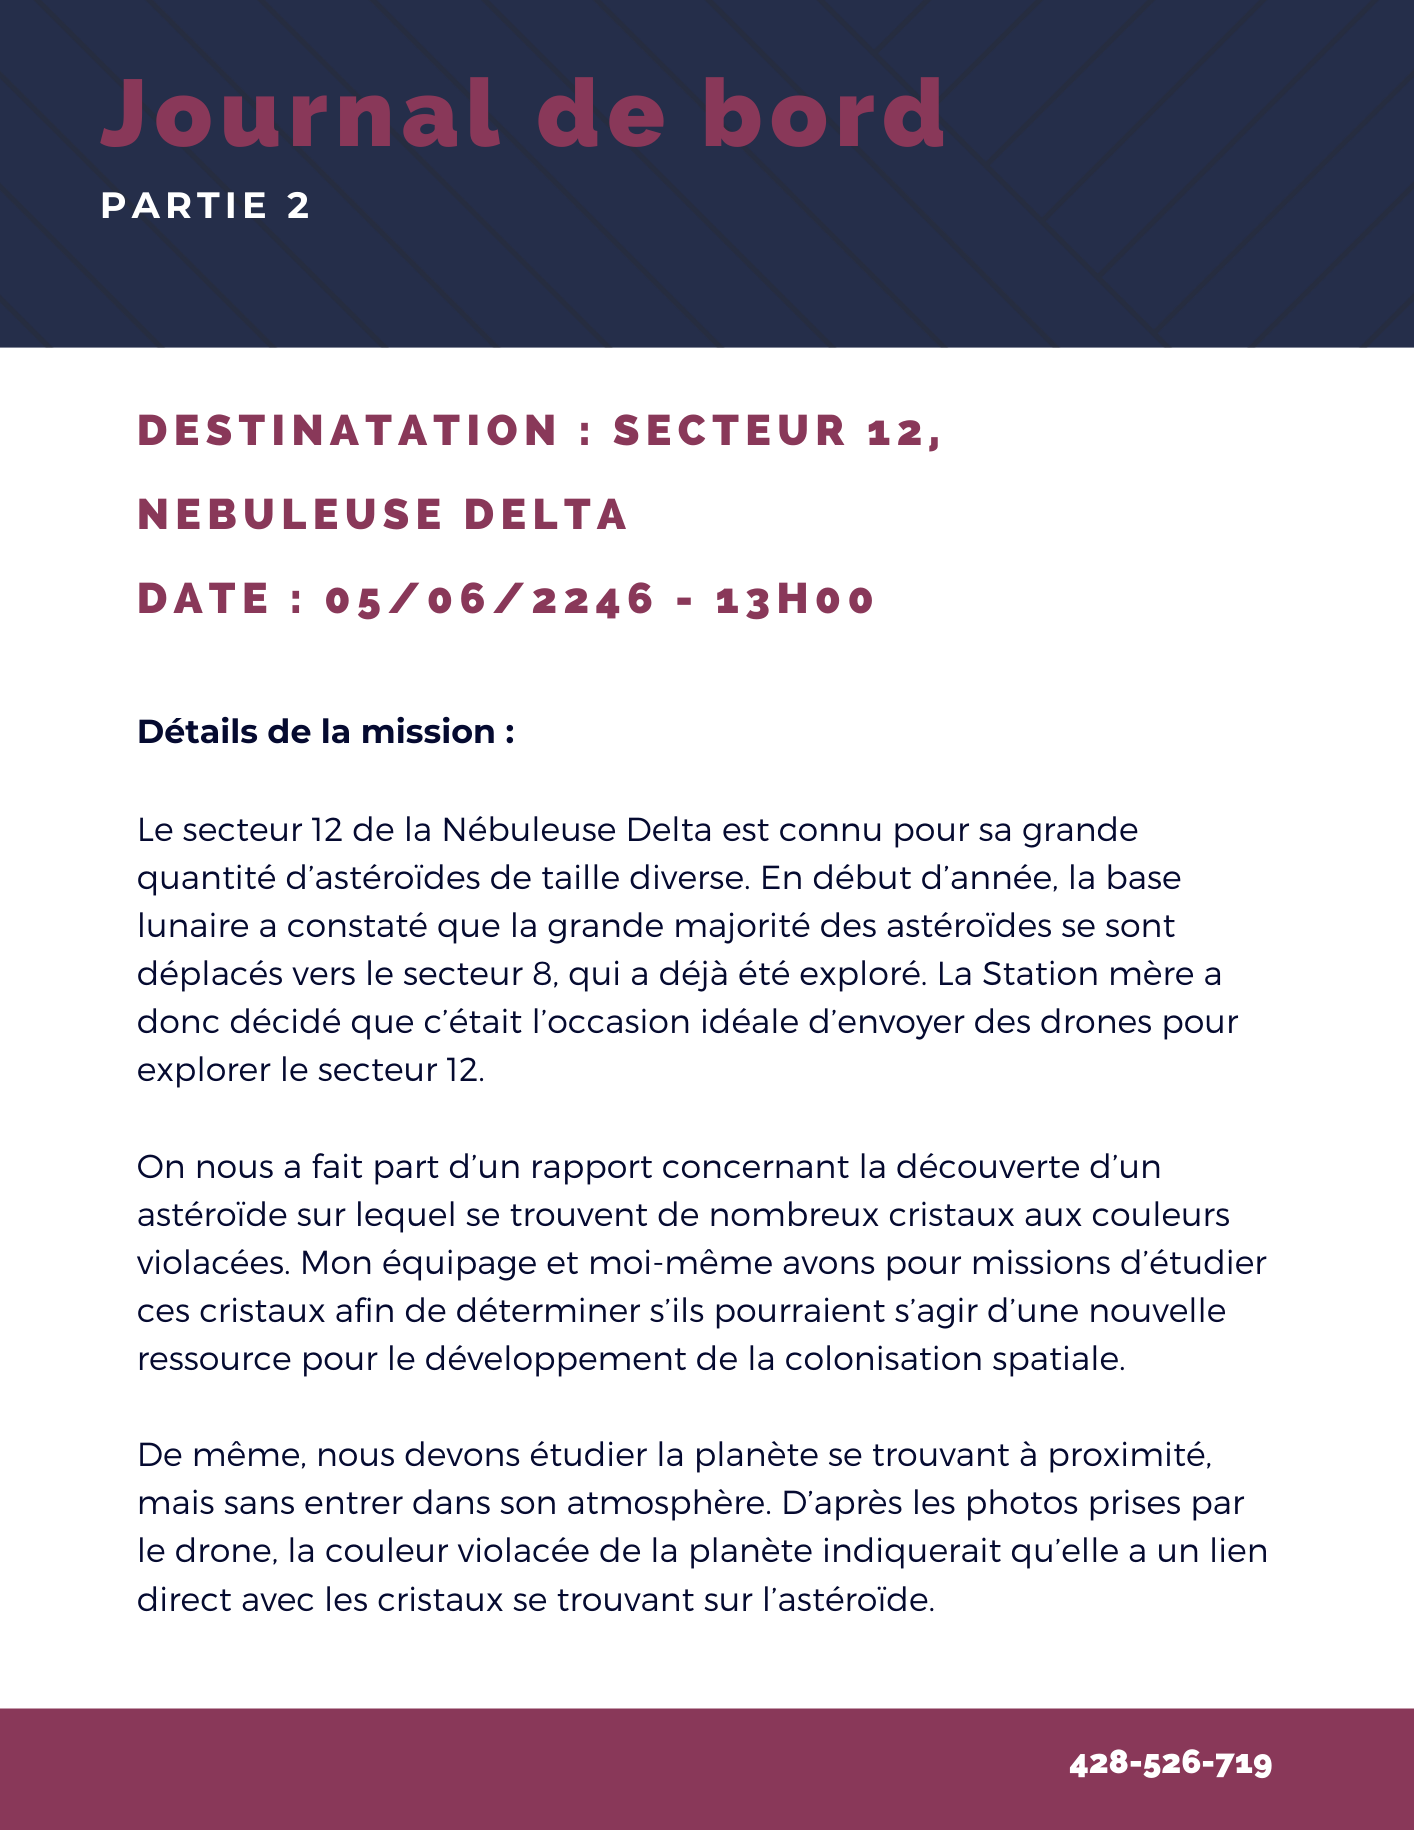 Journal de bord
PARTIE 2
DESTINATATION : SECTEUR 12,
NEBULEUSE DELTA
DATE : 05/06/2246 - 13H00
Détails de la mission :
Le secteur 12 de la Nébuleuse Delta est connu pour sa grande
quantité d’astéroïdes de taille diverse. En début d’année, la base
lunaire a constaté que la grande majorité des astéroïdes se sont
déplacés vers le secteur 8, qui a déjà été exploré. La Station mère a
donc décidé que c’était l’occasion idéale d’envoyer des drones pour
explorer le secteur 12.
On nous a fait part d’un rapport concernant la découverte d’un
astéroïde sur lequel se trouvent de nombreux cristaux aux couleurs
violacées. Mon équipage et moi-même avons pour missions d’étudier
ces cristaux afin de déterminer s’ils pourraient s’agir d’une nouvelle
ressource pour le développement de la colonisation spatiale.
De même, nous devons étudier la planète se trouvant à proximité,
mais sans entrer dans son atmosphère. D’après les photos prises par
le drone, la couleur violacée de la planète indiquerait qu’elle a un lien
direct avec les cristaux se trouvant sur l’astéroïde.
428-526-719